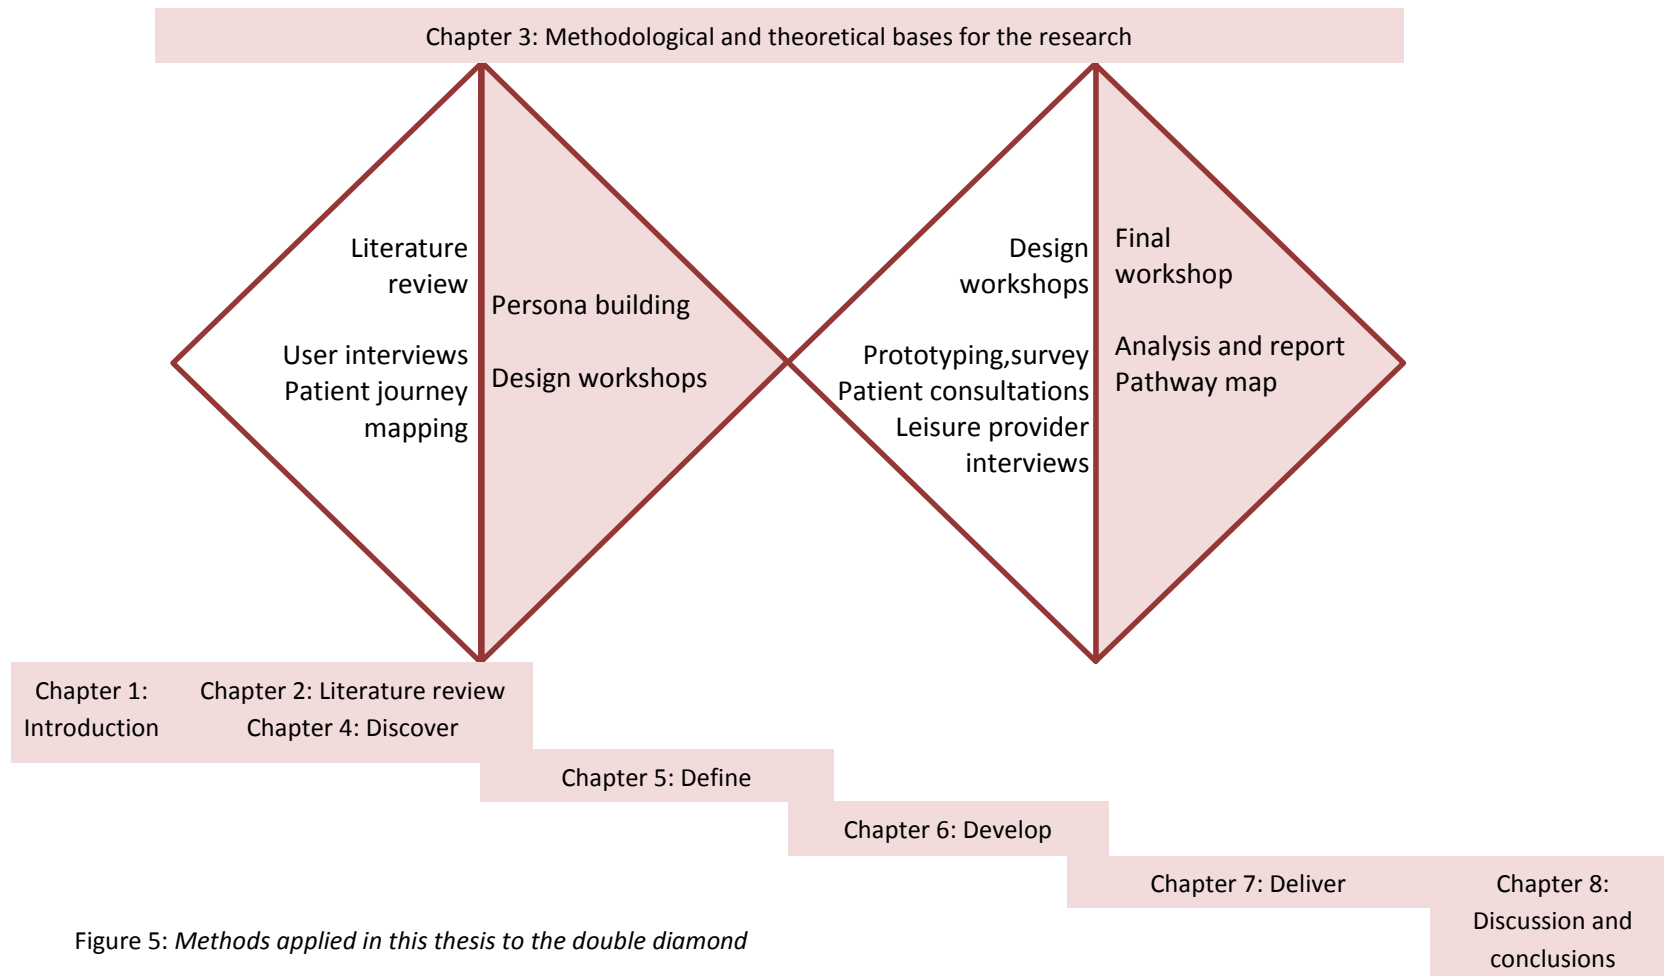 Chapter 3: Methodological and theoretical bases for the research
Literature
review
User interviews
Patient journey
mapping
Persona building
Design workshops
Design
workshops
Prototyping,survey
Patient consultations
Leisure provider
interviews
Final
workshop
Analysis and report
Pathway map
Chapter 1:
Introduction
Chapter 2: Literature review
Chapter 4: Discover
Chapter 5: Define
Chapter 6: Develop
Chapter 7: Deliver
Chapter 8:
Discussion and
conclusions
Figure 5: Methods applied in this thesis to the double diamond